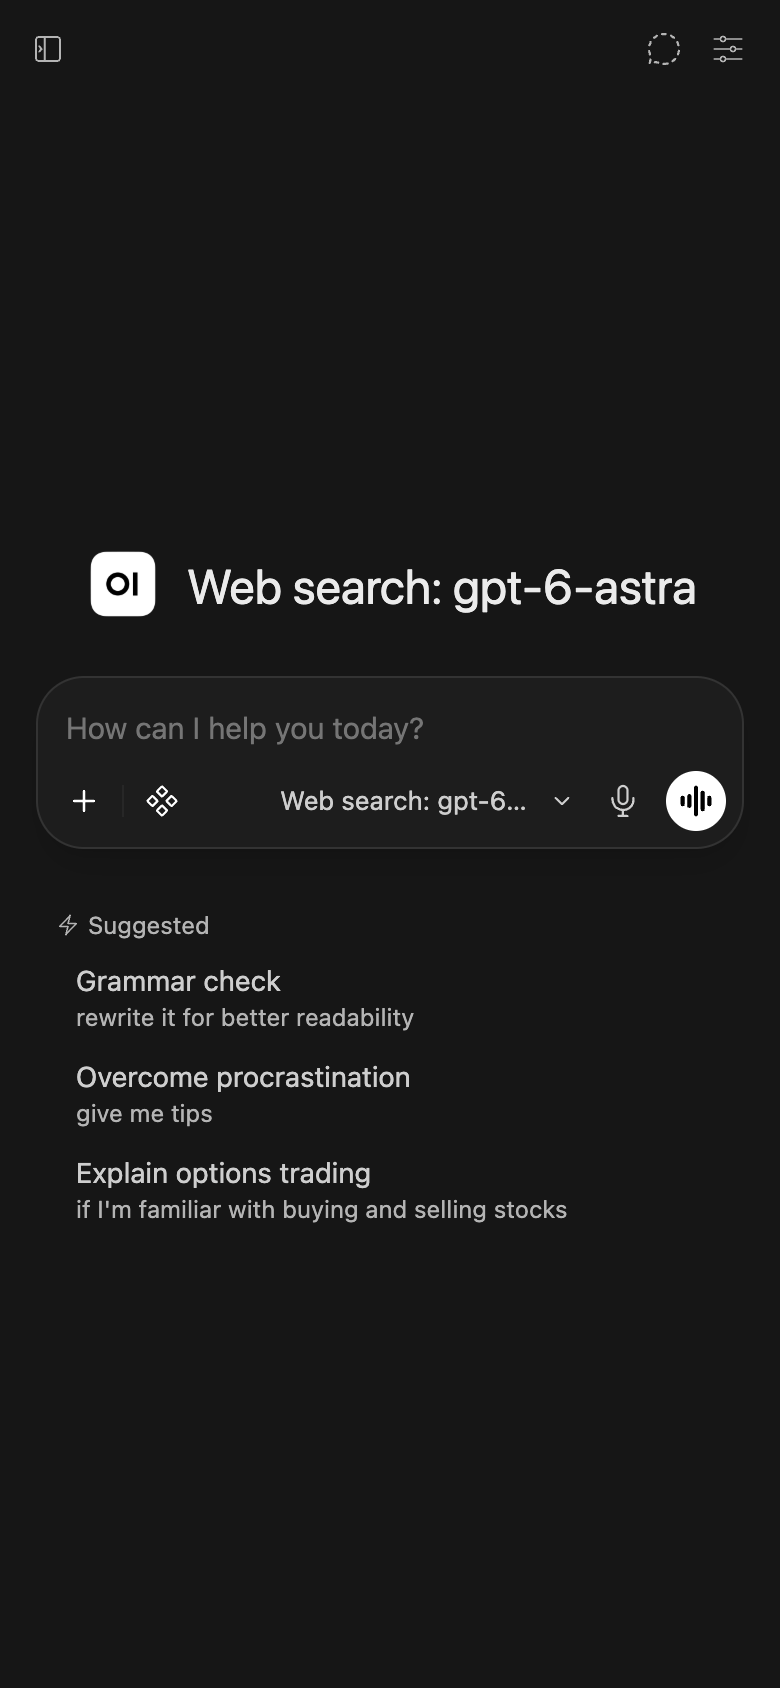 OI
Web search: gpt-6-astra
How can I help you today?
Web search: gpt-6...
Suggested
Grammar check
rewrite it for better readability
Overcome procrastination
give me tips
Explain options trading
if I'm familiar with buying and selling stocks